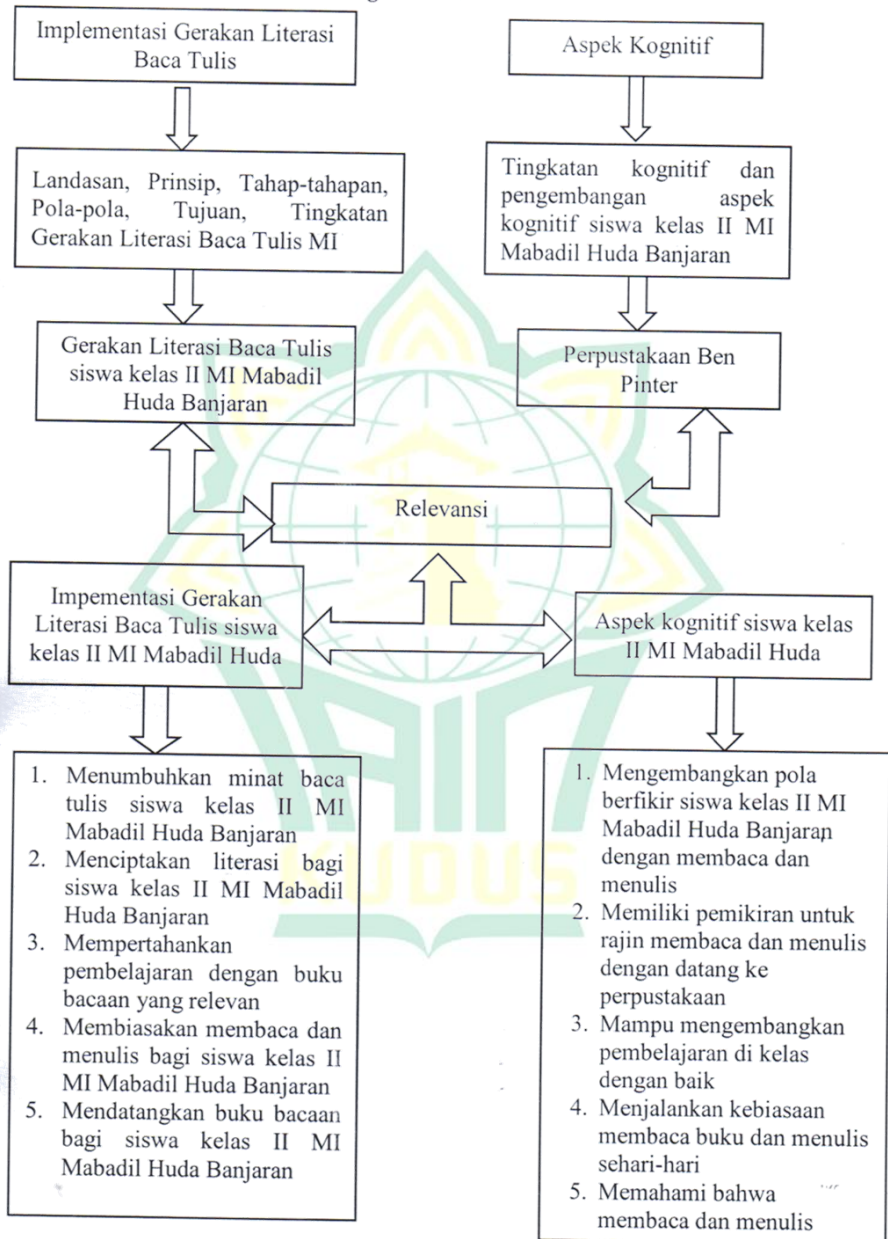 Implementasi Gerakan Literasi
Baca Tulis
Aspek Kognitif
Landasan, Prinsip, Tahap-tahapan,
Pola-pola, Tujuan, Tingkatan
Gerakan Literasi Baca Tulis MI
Tingkatan kognitif dan
pengembangan aspek
kognitif siswa kelas II MI
Mabadil Huda Banjaran
Gerakan Literasi Baca Tulis
siswa kelas II MI Mabadil
Huda Banjaran
Perpustakaan Ben
Pinter
Relevansi
Impementasi Gerakan
Literasi Baca Tulis siswa
kelas II MI Mabadil Huda
Aspek kognitif siswa kelas
II MI Mabadil Huda
1. Menumbuhkan minat baca
tulis siswa kelas II MI
Mabadil Huda Banjaran
2. Menciptakan literasi bagi
siswa kelas II MI Mabadil
Huda Banjaran
3. Mempertahankan
pembelajaran dengan buku
bacaan yang relevan
4. Membiasakan membaca dan
menulis bagi siswa kelas II
MI Mabadil Huda Banjaran
5. Mendatangkan buku bacaan
bagi siswa kelas II MI
Mabadil Huda Banjaran
1. Mengembangkan pola
berfikir siswa kelas II MI
Mabadil Huda Banjaran
dengan membaca dan
menulis
2. Memiliki pemikiran untuk
rajin membaca dan menulis
dengan datang ke
perpustakaan
3. Mampu mengembangkan
pembelajaran di kelas
dengan baik
4. Menjalankan kebiasaan
membaca buku dan menulis
sehari-hari
5. Memahami bahwa
membaca dan menulis
IAIN
KUDUS